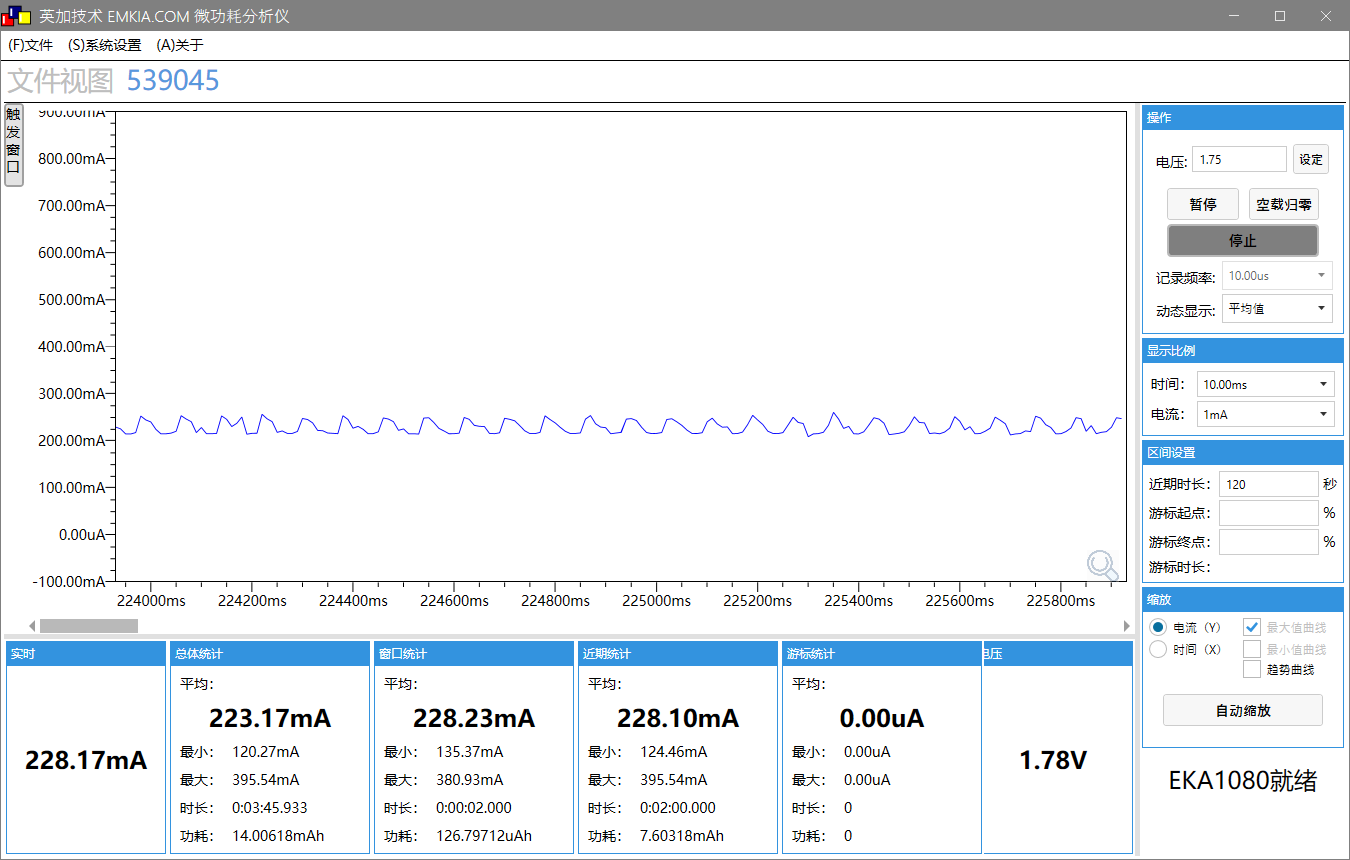 英加技术 EMKIA.COM 微功耗分析仪
(F)文件 (S)系统设置 (A)关于
文件视图 539045
触发窗口
900.00mA
800.00mA
700.00mA
600.00mA
500.00mA
400.00mA
300.00mA
200.00mA
100.00mA
0.00uA
-100.00mA
224000ms 224200ms 224400ms 224600ms 224800ms 225000ms 225200ms 225400ms 225600ms 225800ms
操作
电压: 1.75 设定
暂停 空载归零
停止
记录频率: 10.00us
动态显示: 平均值
显示比例
时间: 10.00ms
电流: 1mA
区间设置
近期时长: 120 秒
游标起点: %
游标终点: %
游标时长:
缩放
电流（Y） 最大值曲线
时间（X） 最小值曲线
趋势曲线
自动缩放
EKA1080就绪
实时
228.17mA
总体统计
平均:
223.17mA
最小: 120.27mA
最大: 395.54mA
时长: 0:03:45.933
功耗: 14.00618mAh
窗口统计
平均:
228.23mA
最小: 135.37mA
最大: 380.93mA
时长: 0:00:02.000
功耗: 126.79712uAh
近期统计
平均:
228.10mA
最小: 124.46mA
最大: 395.54mA
时长: 0:02:00.000
功耗: 7.60318mAh
游标统计
平均:
0.00uA
最小: 0.00uA
最大: 0.00uA
时长: 0
功耗: 0
电压
1.78V